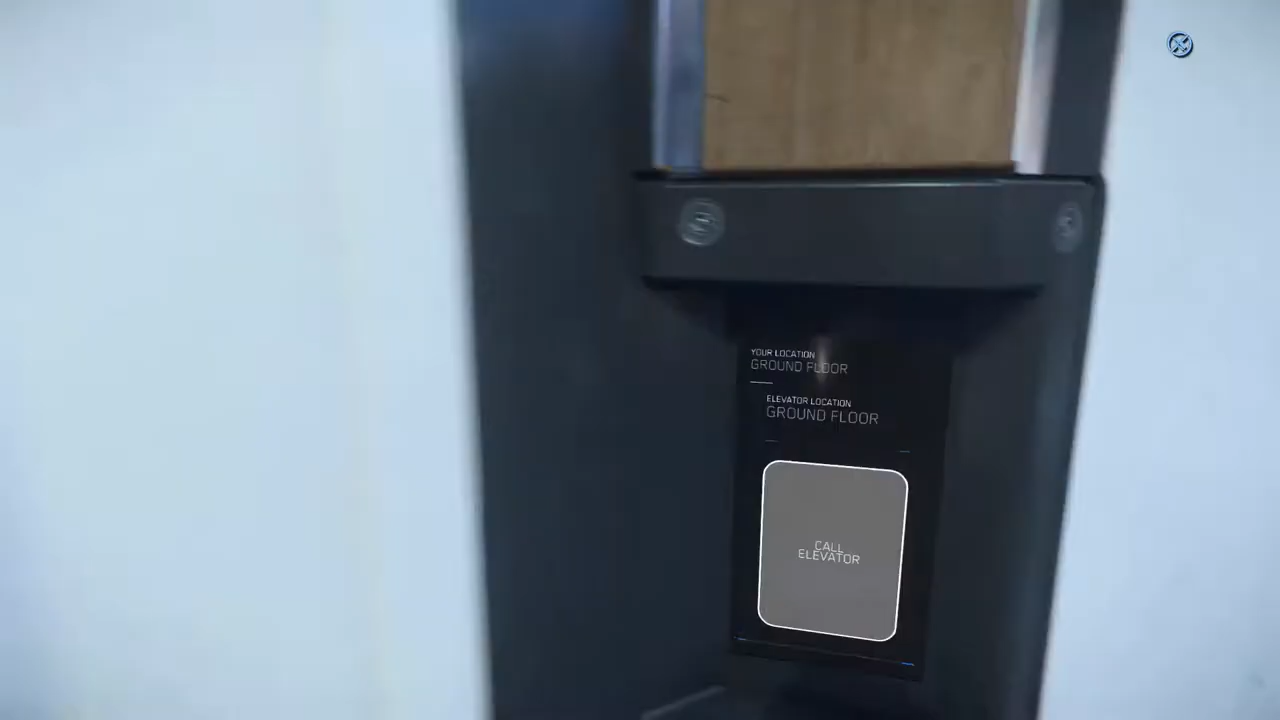 YOUR LOCATION
GROUND FLOOR
ELEVATOR LOCATION
GROUND FLOOR
CALL
ELEVATOR